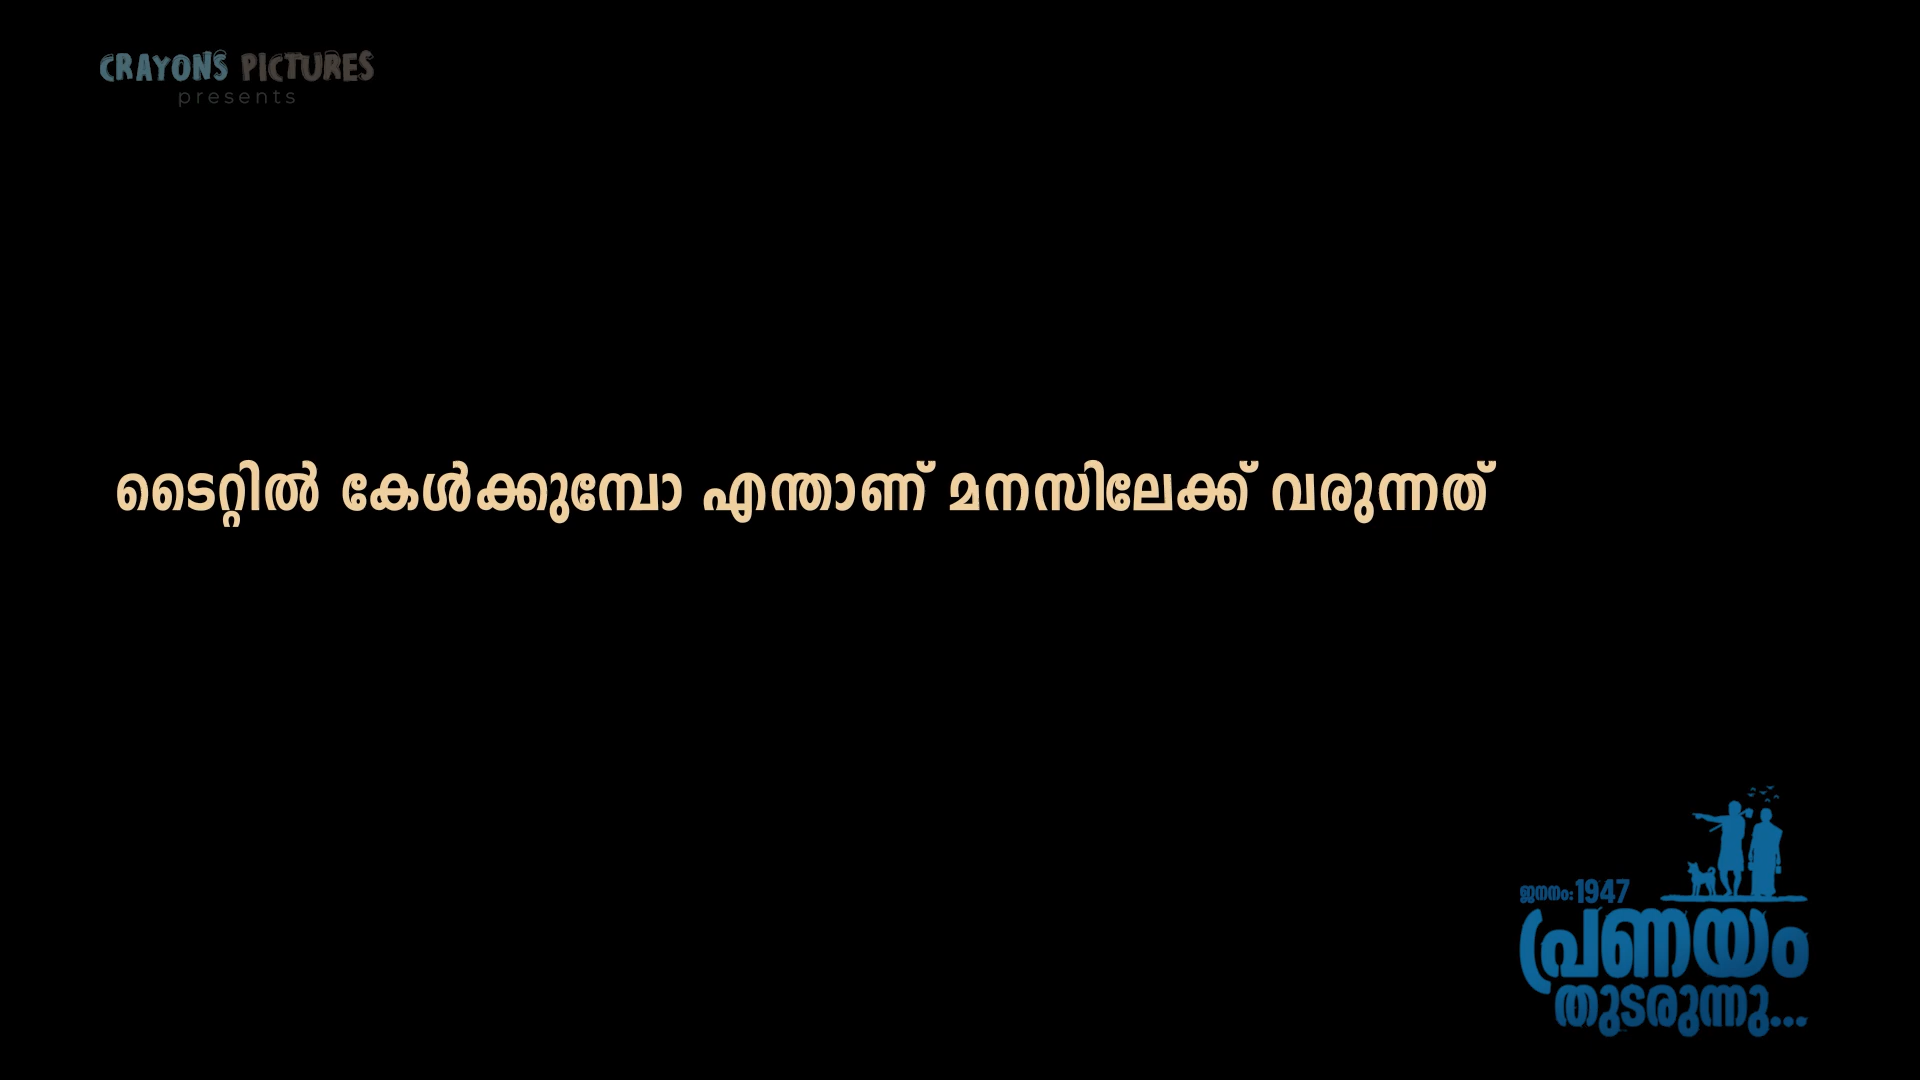 CRAYONS PICTURES
presents
ടൈറ്റിൽ കേൾക്കുമ്പോ എന്താണ് മനസിലേക്ക് വരുന്നത്
ജനനം:1947
പ്രണയം
തുടരുന്നു...